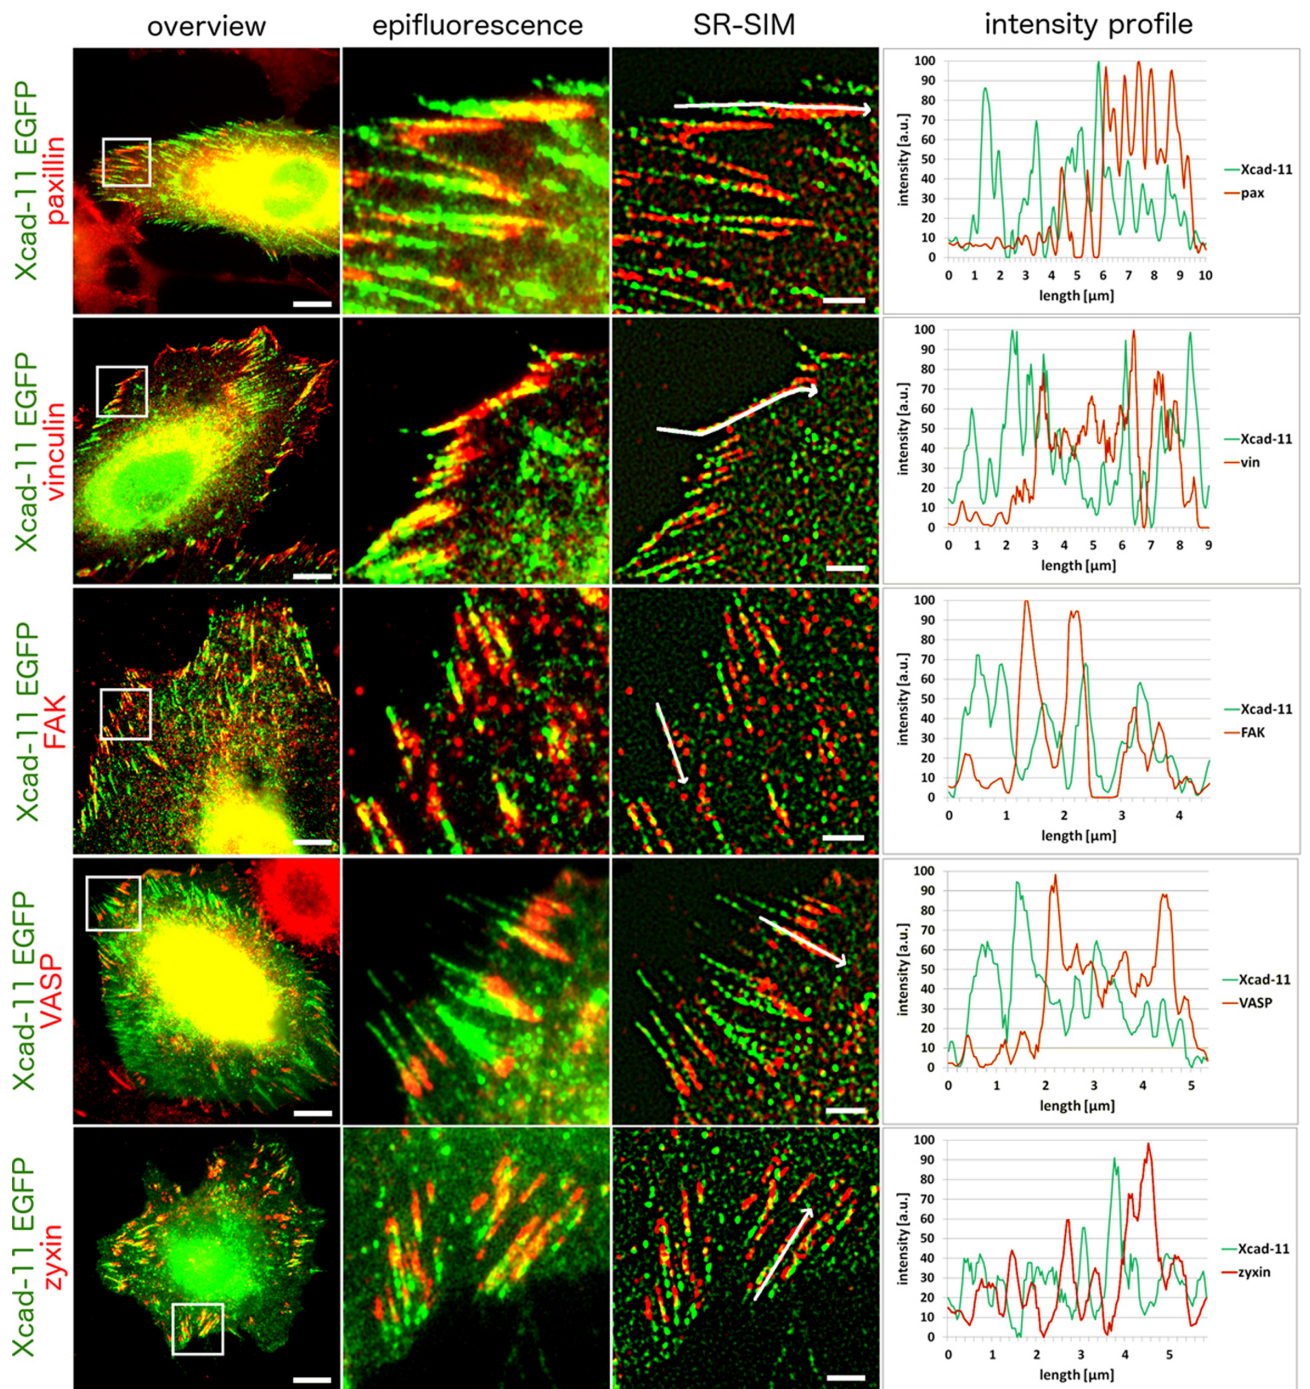 overview epifluorescence SR-SIM intensity profile
Xcad-11 EGFP
paxillin
intensity [a.u.]
100
90
80
70
60
50
40
30
20
10
0
0 1 2 3 4 5 6 7 8 9 10
length [µm]
Xcad-11
pax
Xcad-11 EGFP
vinculin
intensity [a.u.]
100
90
80
70
60
50
40
30
20
10
0
0 1 2 3 4 5 6 7 8 9
length [µm]
Xcad-11
vin
Xcad-11 EGFP
FAK
intensity [a.u.]
100
90
80
70
60
50
40
30
20
10
0
0 1 2 3 4
length [µm]
Xcad-11
FAK
Xcad-11 EGFP
VASP
intensity [a.u.]
100
90
80
70
60
50
40
30
20
10
0
0 1 2 3 4 5
length [µm]
Xcad-11
VASP
Xcad-11 EGFP
zyxin
intensity [a.u.]
100
90
80
70
60
50
40
30
20
10
0
0 1 2 3 4 5
length [µm]
Xcad-11
zyxin